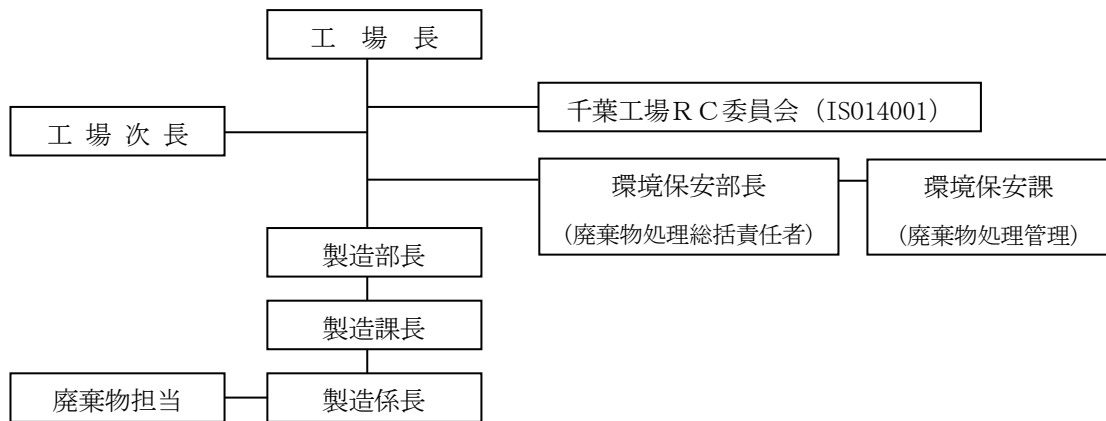 工 場 長
千葉工場RC委員会 (ISO14001)
工 場 次 長
環境保安部長
(廃棄物処理総括責任者)
環境保安課
(廃棄物処理管理)
製造部長
製造課長
廃棄物担当
製造係長